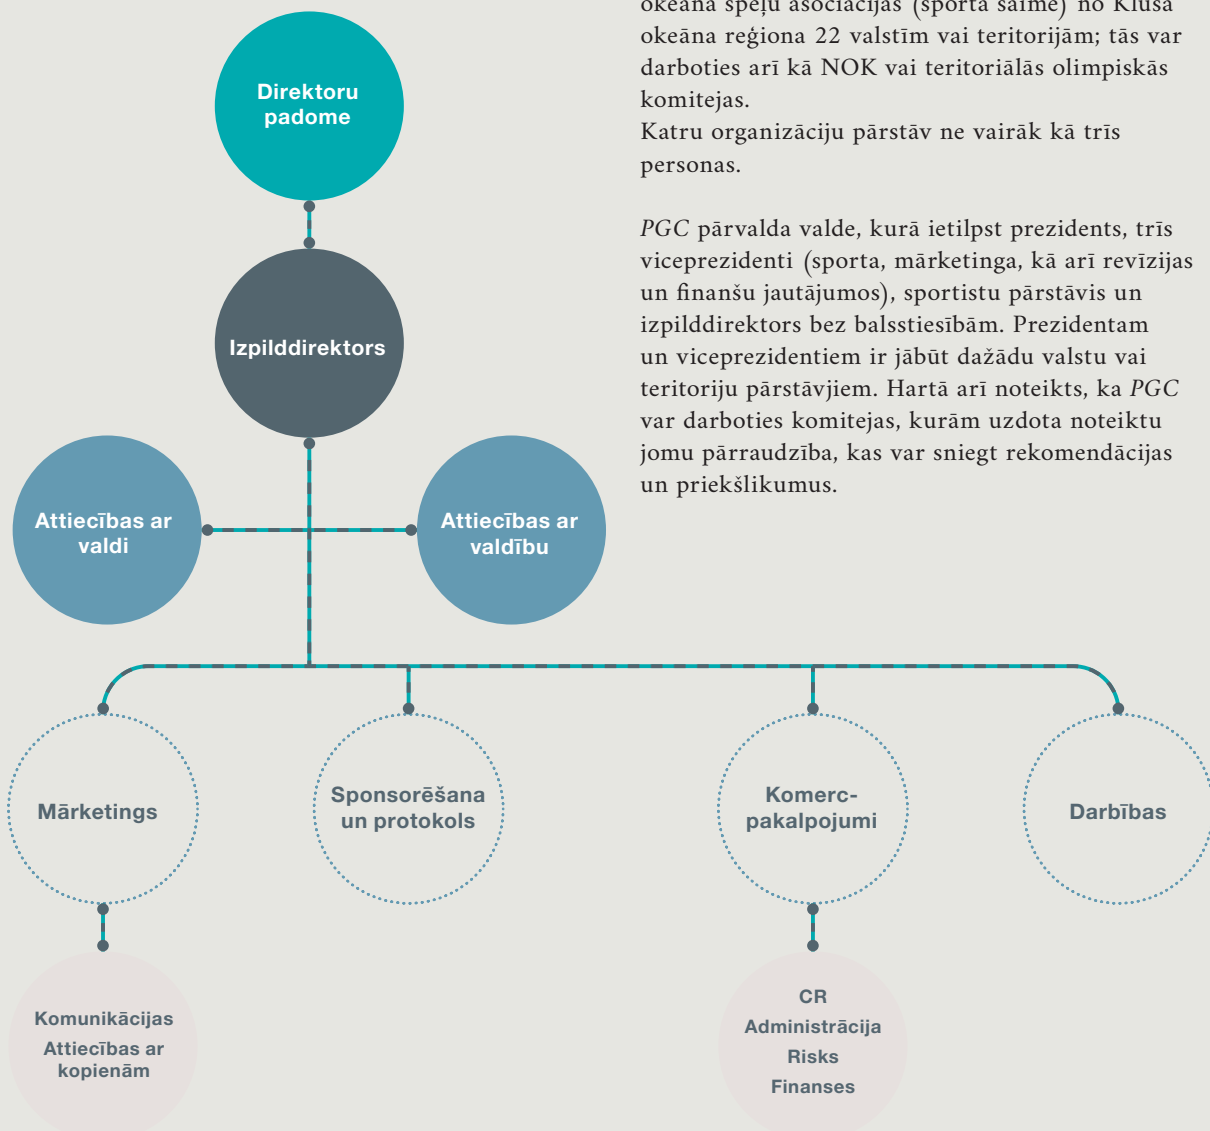 Direktoru
padome
Izpilddirektors
Attiecības ar
valdi
Attiecības ar
valdību
Mārketings
Sponsorēšana
un protokols
Komerc-
pakalpojumi
Darbības
Komunikācijas
Attiecības ar
kopienām
CR
Administrācija
Risks
Finanses
okeāna spēļu asociācijas (sporta saime) no Klusā
okeāna reģiona 22 valstīm vai teritorijām; tās var
darboties arī kā NOK vai teritoriālās olimpiskās
komitejas.
Katru organizāciju pārstāv ne vairāk kā trīs
personas.
PGC pārvalda valde, kurā ietilpst prezidents, trīs
viceprezidenti (sporta, mārketinga, kā arī revīzijas
un finanšu jautājumos), sportistu pārstāvis un
izpilddirektors bez balsstiesībām. Prezidentam
un viceprezidentiem ir jābūt dažādu valstu vai
teritoriju pārstāvjiem. Hartā arī noteikts, ka PGC
var darboties komitejas, kurām uzdota noteiktu
jomu pārraudzība, kas var sniegt rekomendācijas
un priekšlikumus.